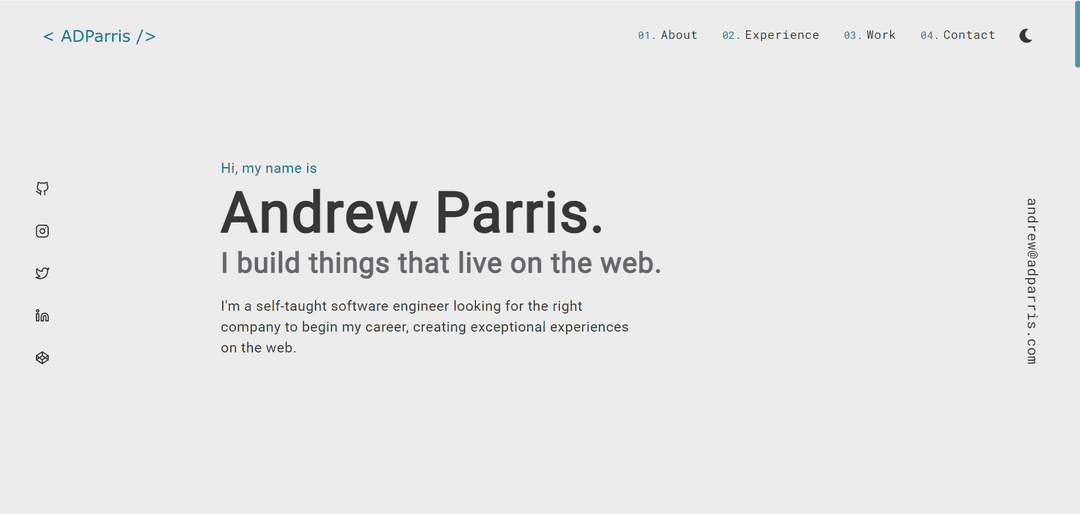 < ADParris />
01. About 02. Experience 03. Work 04. Contact
Hi, my name is
Andrew Parris.
I build things that live on the web.
I'm a self-taught software engineer looking for the right
company to begin my career, creating exceptional experiences
on the web.
andrew@adparris.com